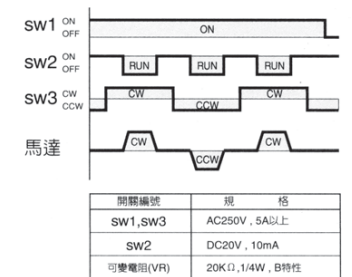 sw1 ON OFF ON
sw2 ON OFF RUN RUN RUN
sw3 CW CCW CW CCW CW
馬達 CW CCW CW
開關編號 規 格
sw1,sw3 AC250V , 5A以上
sw2 DC20V , 10mA
可變電阻(VR) 20KΩ,1/4W , B特性